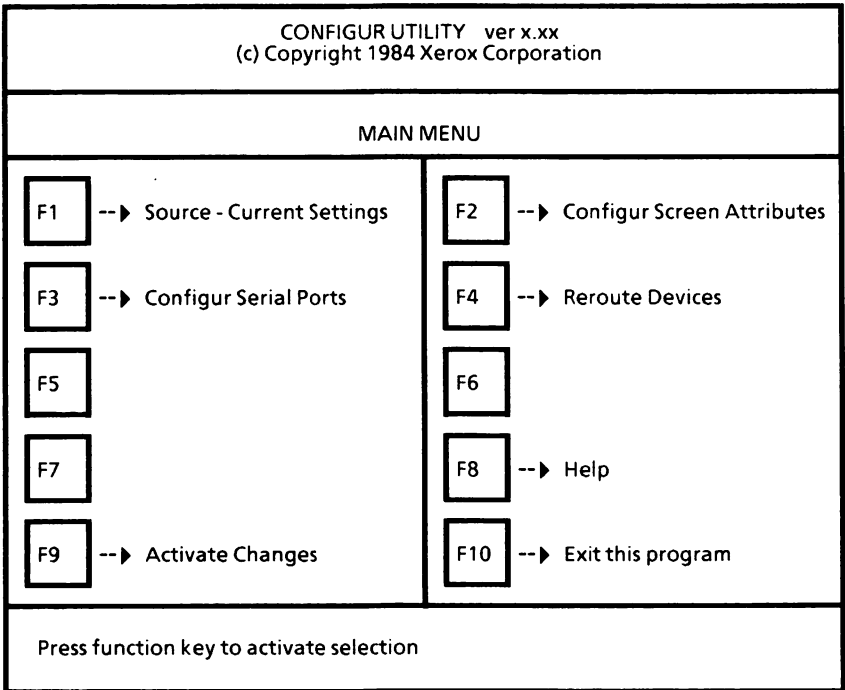 CONFIGUR UTILITY ver x.xx
(c) Copyright 1984 Xerox Corporation
MAIN MENU
F1 --▶ Source - Current Settings
F2 --▶ Configur Screen Attributes
F3 --▶ Configur Serial Ports
F4 --▶ Reroute Devices
F5
F6
F7
F8 --▶ Help
F9 --▶ Activate Changes
F10 --▶ Exit this program
Press function key to activate selection